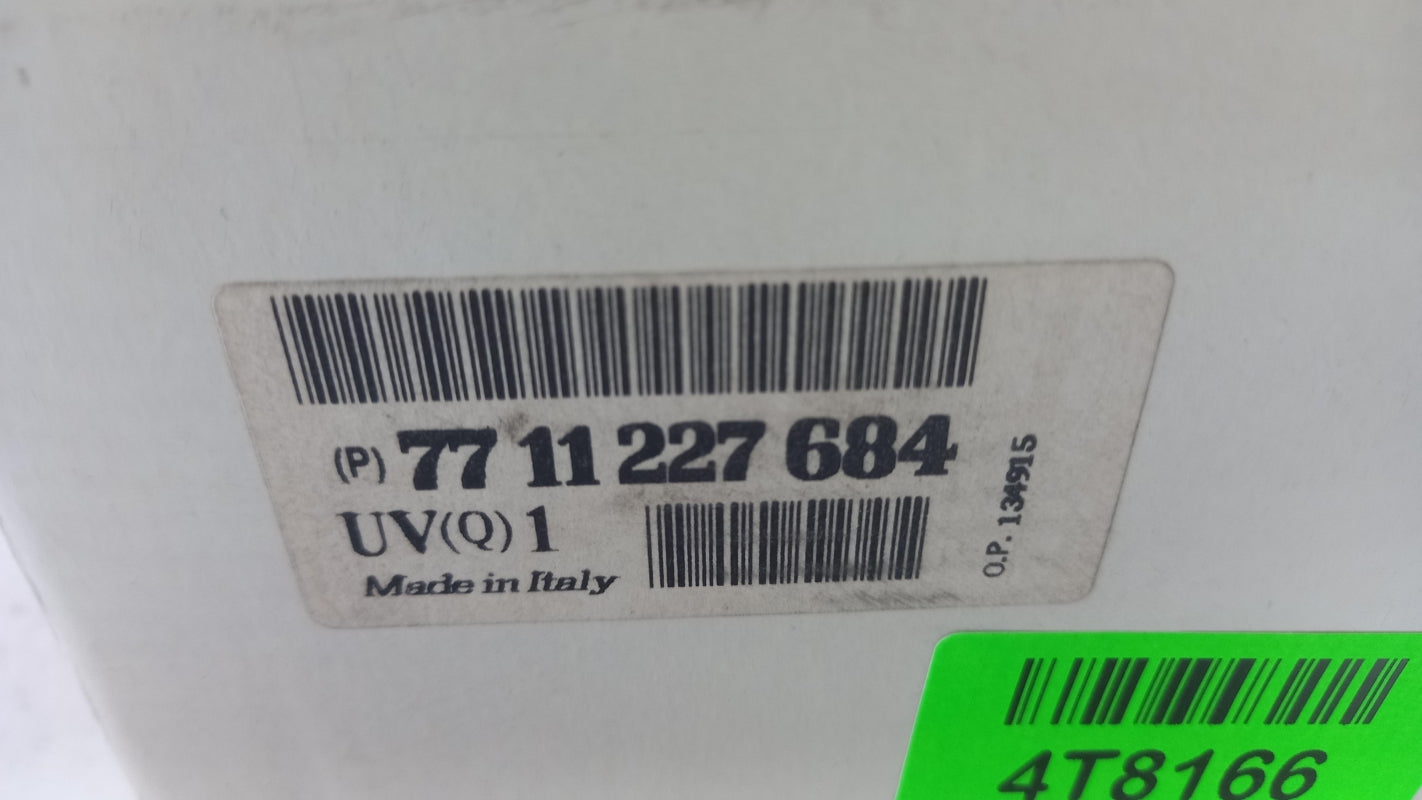 (P) 77 11 227 684
UV(Q) 1
Made in Italy
O.P. 134915
4T8166